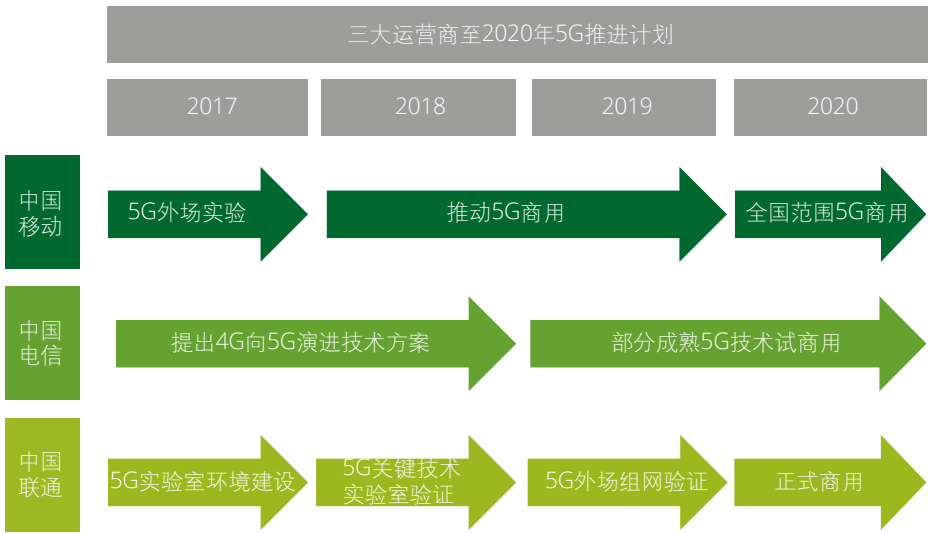 三大运营商至2020年5G推进计划
2017
2018
2019
2020
中国
移动
5G外场实验
推动5G商用
全国范围5G商用
中国
电信
提出4G向5G演进技术方案
部分成熟5G技术试商用
中国
联通
5G实验室环境建设
5G关键技术
实验室验证
5G外场组网验证
正式商用